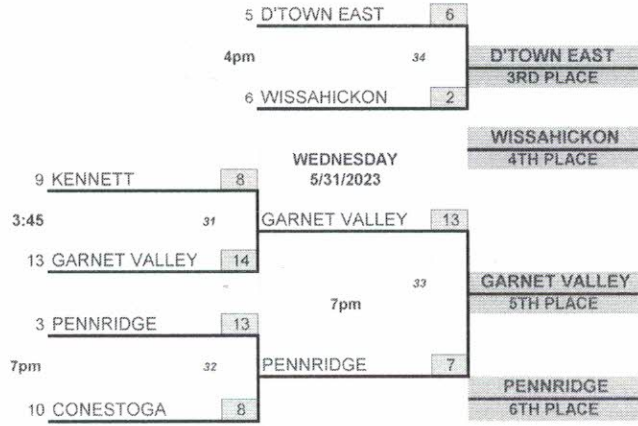 5 D'TOWN EAST 6
4pm 34 D'TOWN EAST
3RD PLACE
6 WISSAHICKON 2
WISSAHICKON
4TH PLACE
WEDNESDAY
5/31/2023
9 KENNETT 8
3:45 31 GARNET VALLEY 13
13 GARNET VALLEY 14
33 GARNET VALLEY
7pm 5TH PLACE
3 PENNRIDGE 13
7pm 32 PENNRIDGE 7
10 CONESTOGA 8
PENNRIDGE
6TH PLACE